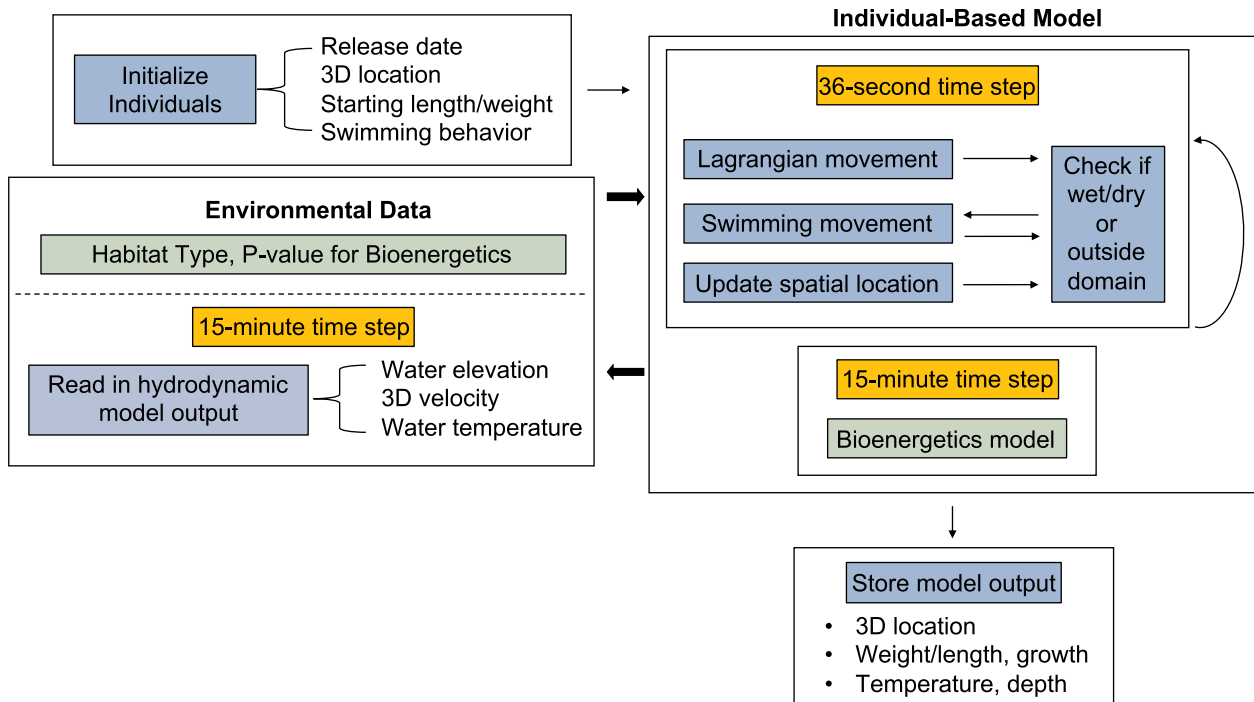 Initialize
Individuals
Release date
3D location
Starting length/weight
Swimming behavior
Environmental Data
Habitat Type, P-value for Bioenergetics
15-minute time step
Read in hydrodynamic
model output
Water elevation
3D velocity
Water temperature
Individual-Based Model
36-second time step
Lagrangian movement
Swimming movement
Update spatial location
Check if
wet/dry
or
outside
domain
15-minute time step
Bioenergetics model
Store model output
• 3D location
• Weight/length, growth
• Temperature, depth